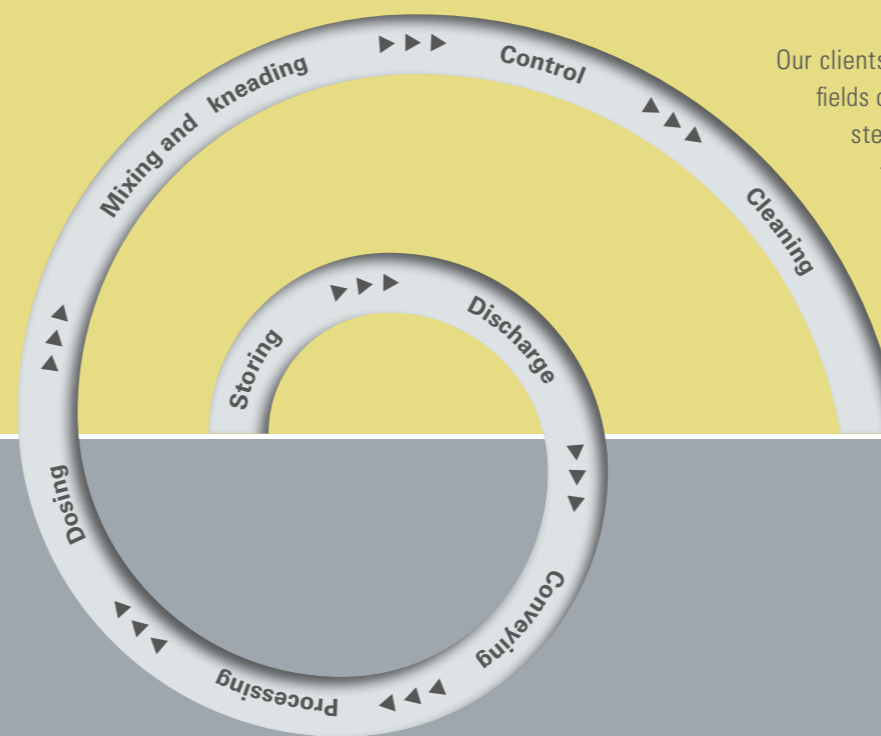 Storing
Discharge
Conveying
Processing
Dosing
Mixing and kneading
Control
Cleaning
Our clients
fields
ste